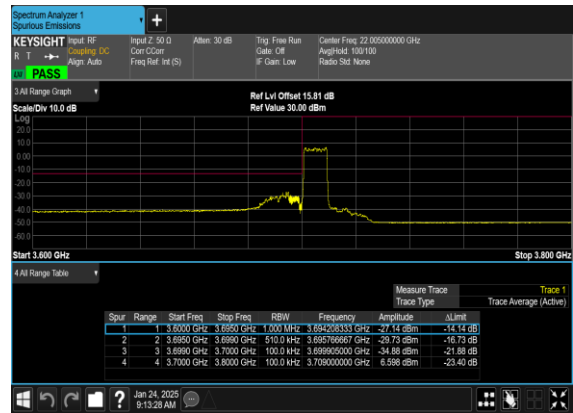 Spectrum Analyzer 1
Spurious Emissions
+
KEYSIGHT Input: RF Input Z: 50 Ω Atten: 30 dB Trig: Free Run Center Freq: 22.005000000 GHz
R T Coupling: DC Corr CCorr Gate: Off Avg|Hold: 100/100
Align: Auto Freq Ref: Int (S) IF Gain: Low Radio Std: None
LXI PASS
3 All Range Graph
Ref Lvl Offset 15.81 dB
Scale/Div 10.0 dB Ref Value 30.00 dBm
Log
20.0
10.0
0.00
-10.0
-20.0
-30.0
-40.0
-50.0
-60.0
Start 3.600 GHz Stop 3.800 GHz
4 All Range Table
Measure Trace Trace 1
Trace Type Trace Average (Active)
Spur Range Start Freq Stop Freq RBW Frequency Amplitude ΔLimit
1 1 3.6000 GHz 3.6950 GHz 1.000 MHz 3.694208333 GHz -27.14 dBm -14.14 dB
2 2 3.6950 GHz 3.6990 GHz 510.0 kHz 3.695766667 GHz -29.73 dBm -16.73 dB
3 3 3.6990 GHz 3.7000 GHz 100.0 kHz 3.699905000 GHz -34.88 dBm -21.88 dB
4 4 3.7000 GHz 3.8000 GHz 100.0 kHz 3.709000000 GHz 6.598 dBm -23.40 dB
? Jan 24, 2025
9:13:28 AM